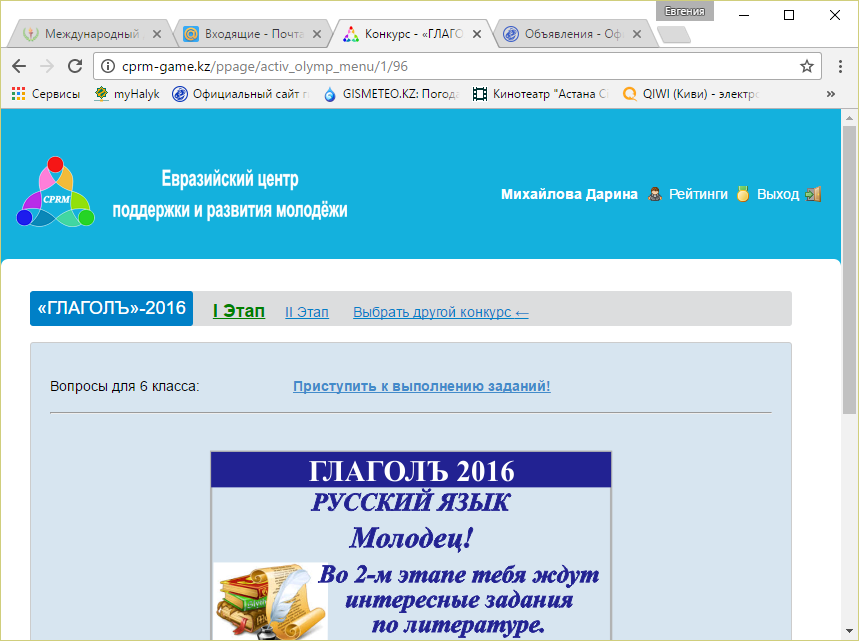 Евгения
Международный
Входящие - Почта
Конкурс - «ГЛАГО
Объявления - Оф
cprm-game.kz/ppage/activ_olymp_menu/1/96
Сервисы
myHalyk
Официальный сайт г
GISMETEO.KZ: Погод
Кинотеатр "Астана С
QIWI (Киви) - электро
»
CPRM
Евразийский центр
поддержки и развития молодёжи
Михайлова Дарина Рейтинги Выход
«ГЛАГОЛЪ»-2016
I Этап
II Этап
Выбрать другой конкурс ←
Вопросы для 6 класса:
Приступить к выполнению заданий!
ГЛАГОЛЪ 2016
РУССКИЙ ЯЗЫК
Молодец!
Во 2-м этапе тебя ждут
интересные задания
по литературе.